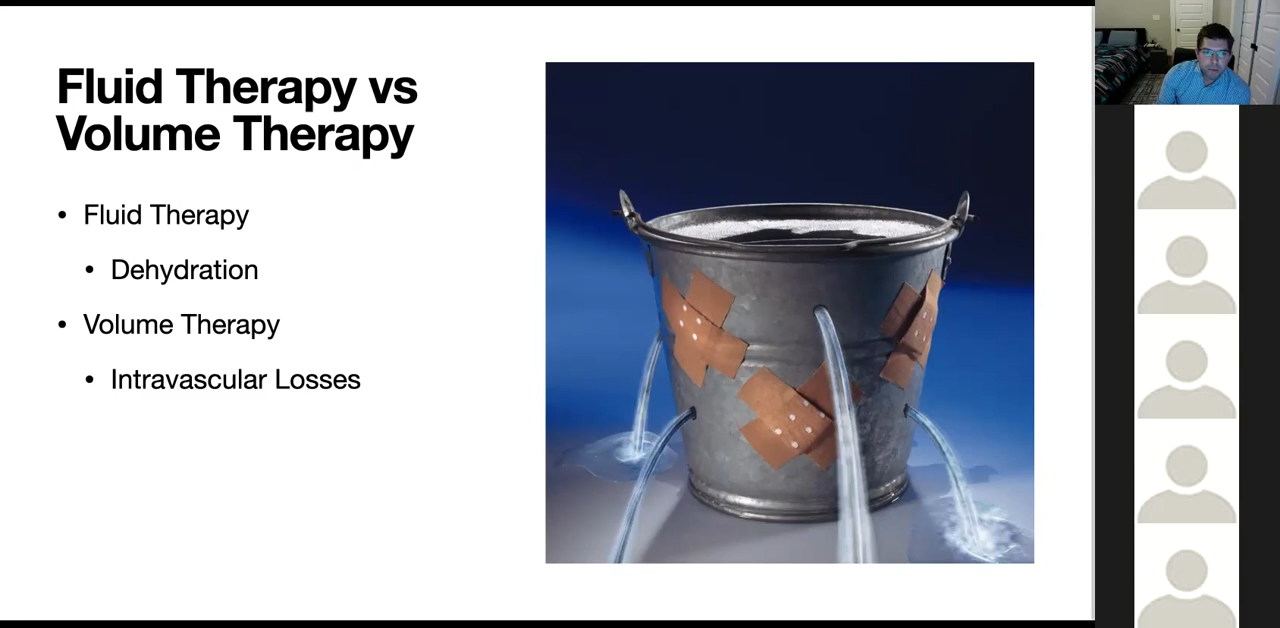 Fluid Therapy vs
Volume Therapy
• Fluid Therapy
• Dehydration
• Volume Therapy
• Intravascular Losses